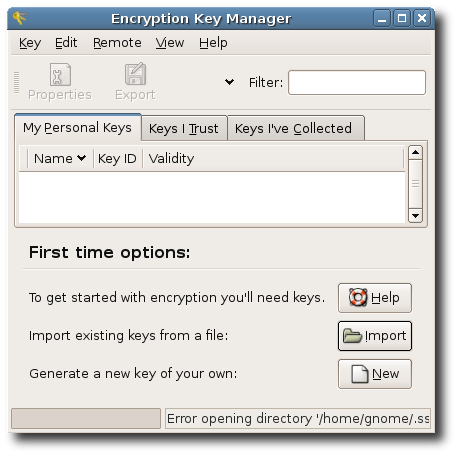 Encryption Key Manager
Key Edit Remote View Help
Properties Export Filter:
My Personal Keys Keys I Trust Keys I've Collected
Name Key ID Validity
First time options:
To get started with encryption you'll need keys. Help
Import existing keys from a file: Import
Generate a new key of your own: New
Error opening directory '/home/gnome/.ss